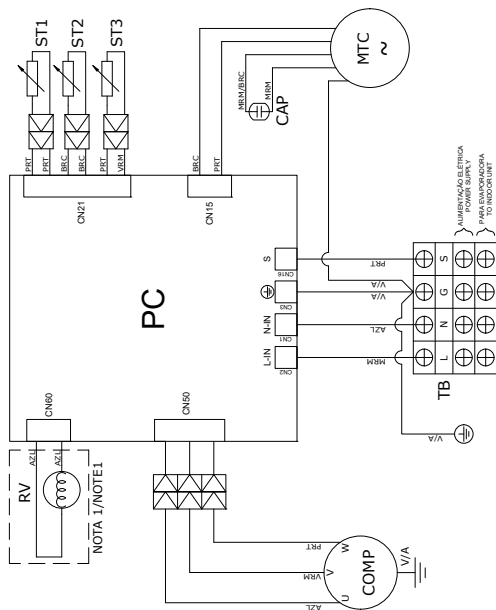 ST1
ST2
ST3
PRT
PRT
BRC
BRC
PRT
VRM
CN21
BRC
PRT
CN15
MRM/BRC
MRM
CAP
MTC
~
PC
S
CN16
CN3
N-IN
CN1
L-IN
CN2
PRT
V/A
V/A
AZL
MRM
S
G
N
L
TB
ALIMENTAÇÃO ELÉTRICA
POWER SUPPLY
PARA EVAPORADORA
TO INDOOR UNIT
V/A
CN60
AZL
AZL
RV
NOTA 1/NOTE1
CN50
PRT
VRM
AZL
W
V
U
COMP
V/A